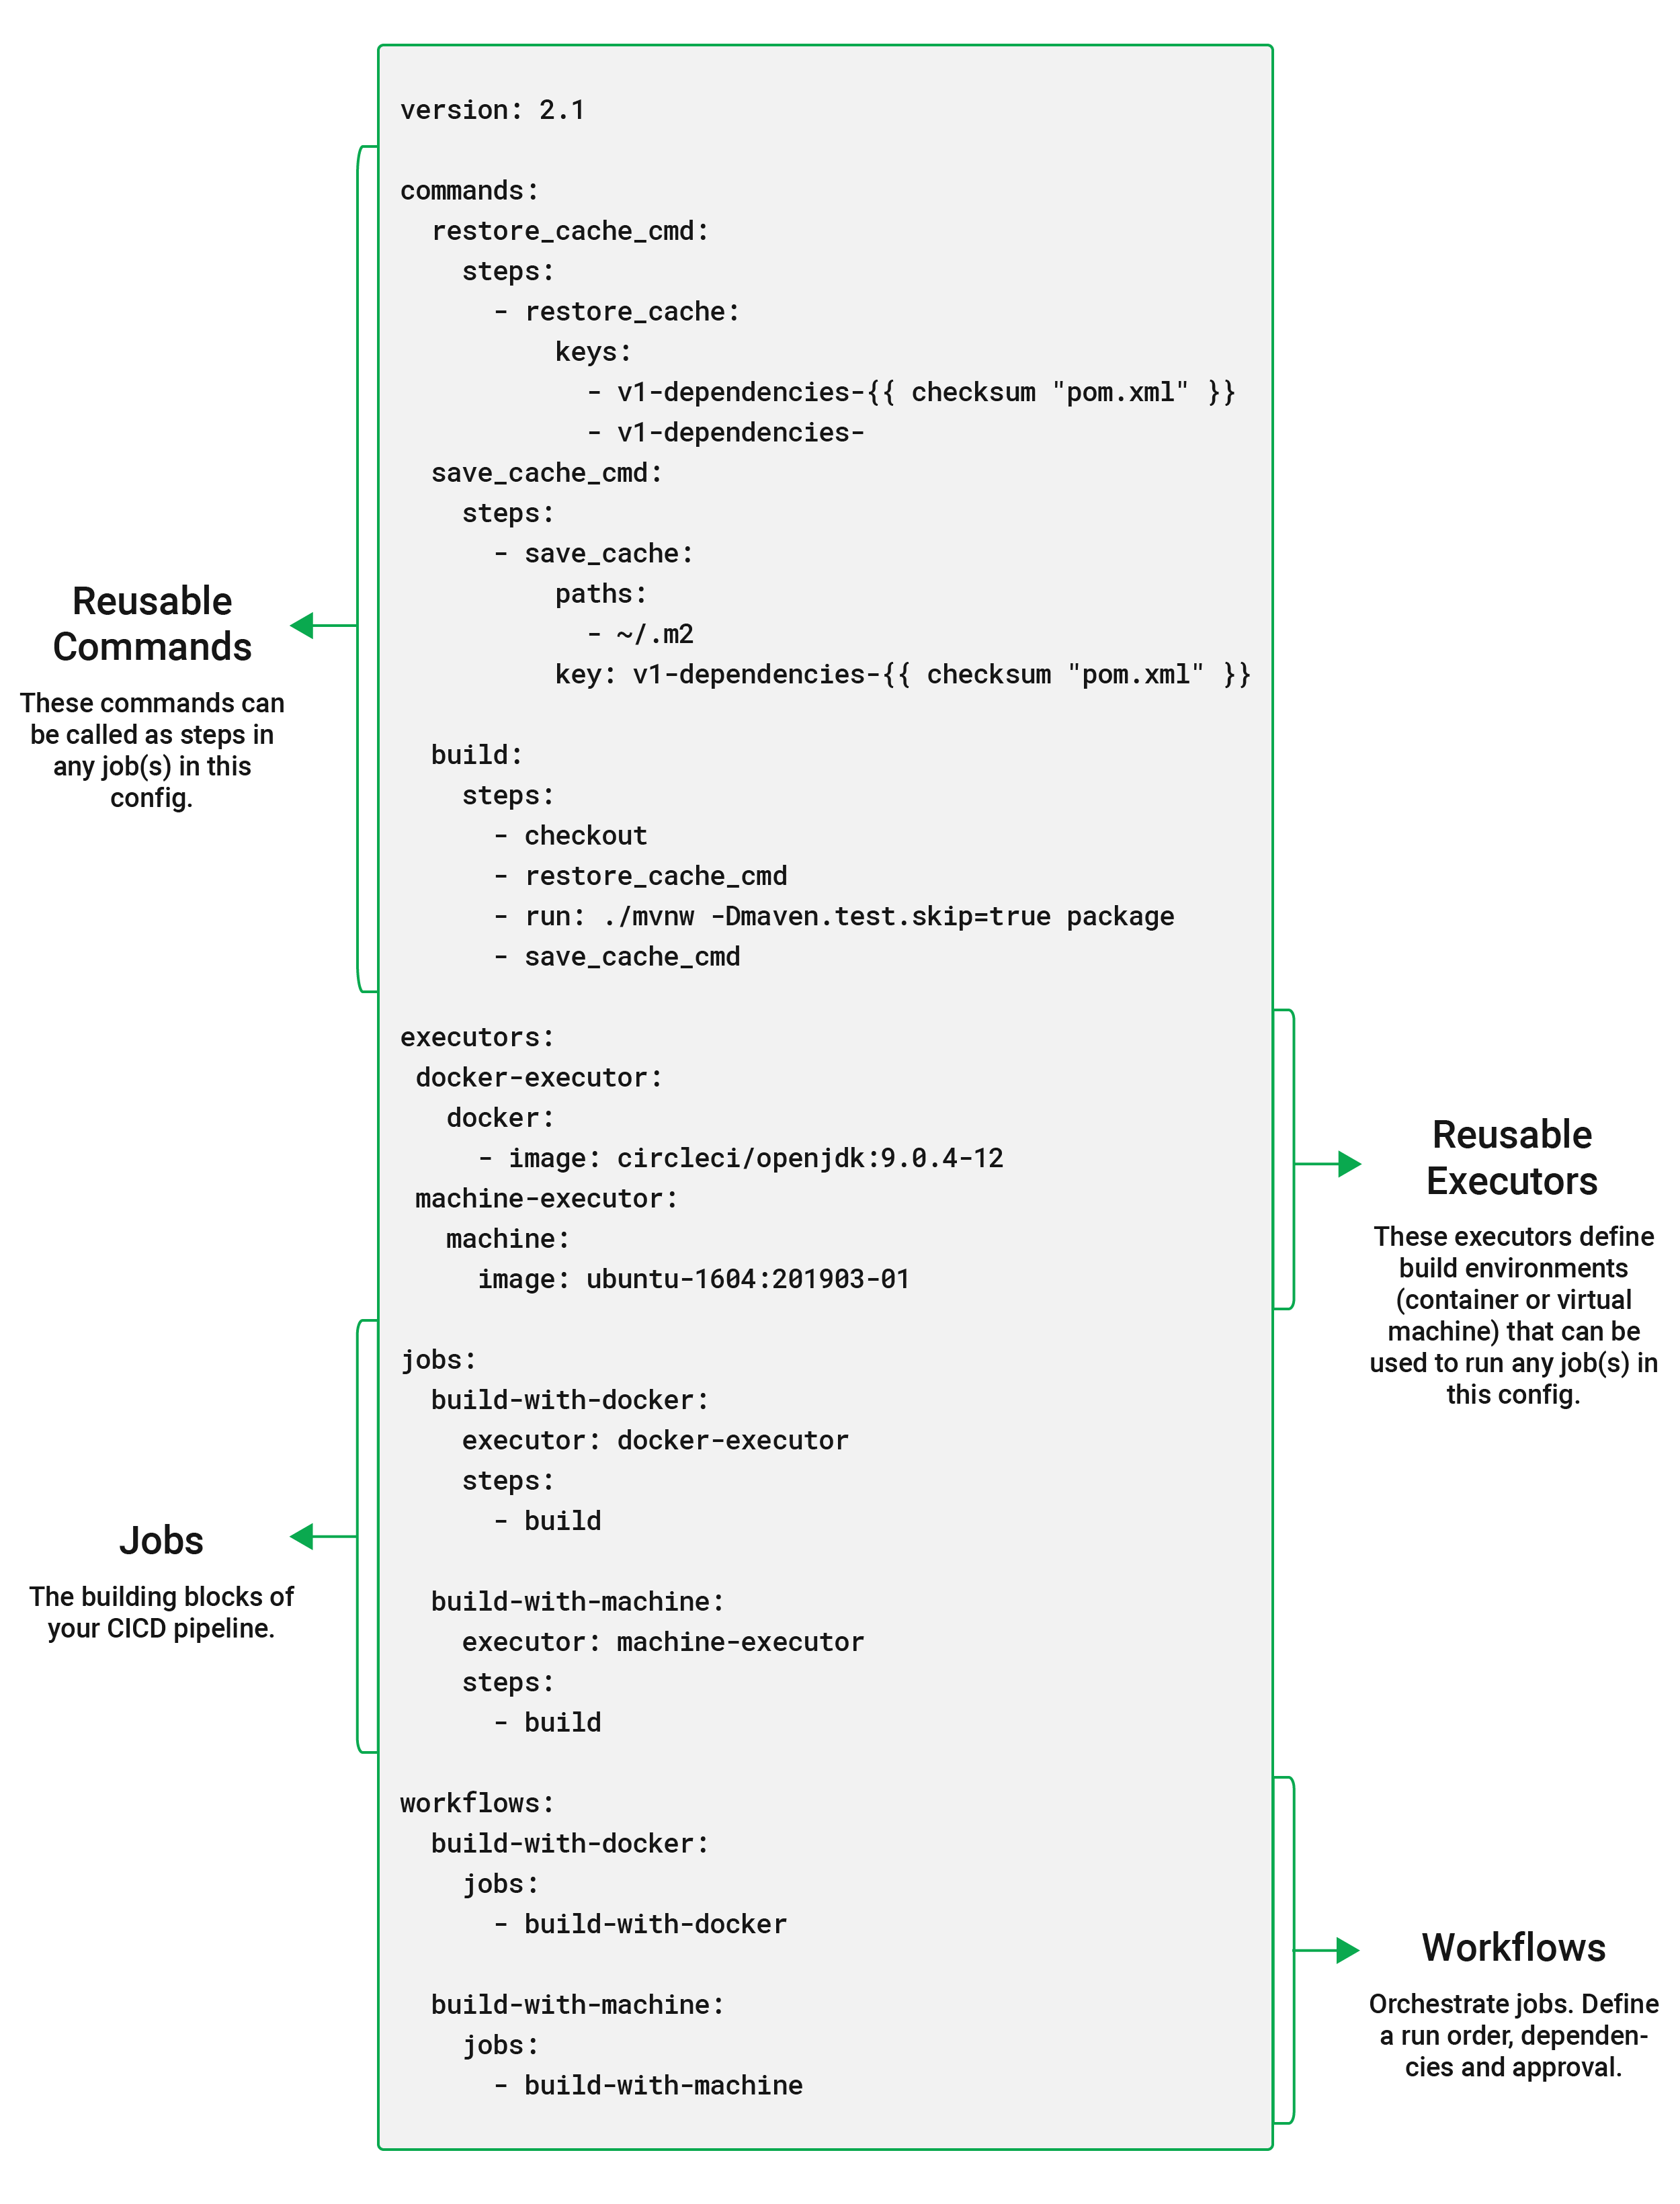 version: 2.1

commands:
  restore_cache_cmd:
    steps:
      - restore_cache:
          keys:
            - v1-dependencies-{{ checksum "pom.xml" }}
            - v1-dependencies-
  save_cache_cmd:
    steps:
      - save_cache:
          paths:
            - ~/.m2
          key: v1-dependencies-{{ checksum "pom.xml" }}

  build:
    steps:
      - checkout
      - restore_cache_cmd
      - run: ./mvnw -Dmaven.test.skip=true package
      - save_cache_cmd

executors:
 docker-executor:
   docker:
     - image: circleci/openjdk:9.0.4-12
 machine-executor:
   machine:
     image: ubuntu-1604:201903-01

jobs:
  build-with-docker:
    executor: docker-executor
    steps:
      - build

  build-with-machine:
    executor: machine-executor
    steps:
      - build

workflows:
  build-with-docker:
    jobs:
      - build-with-docker

  build-with-machine:
    jobs:
      - build-with-machine

Reusable
Commands
These commands can
be called as steps in
any job(s) in this
config.

Reusable
Executors
These executors define
build environments
(container or virtual
machine) that can be
used to run any job(s) in
this config.

Jobs
The building blocks of
your CICD pipeline.

Workflows
Orchestrate jobs. Define
a run order, dependen-
cies and approval.